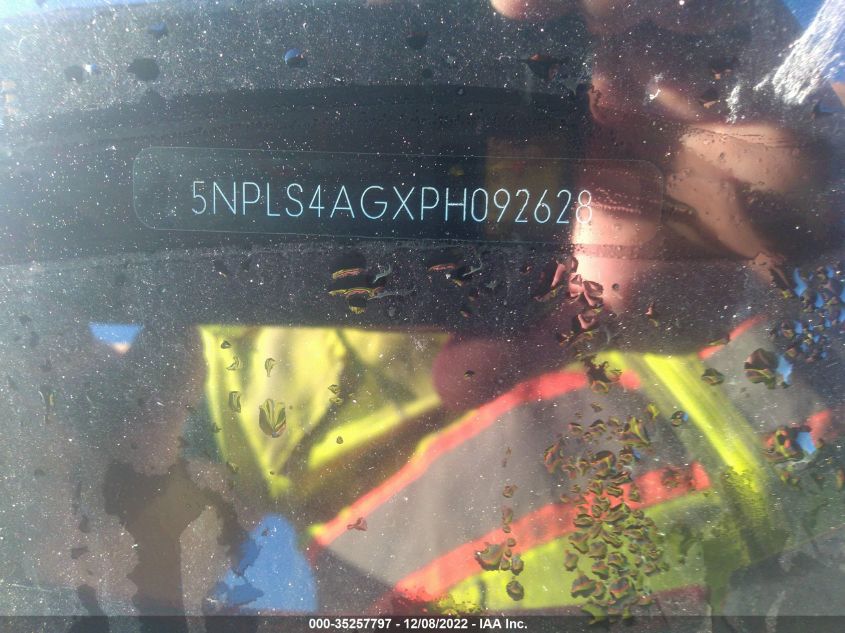 5NPLS4AGXPH092628
000-35257797 - 12/08/2022 - IAA Inc.